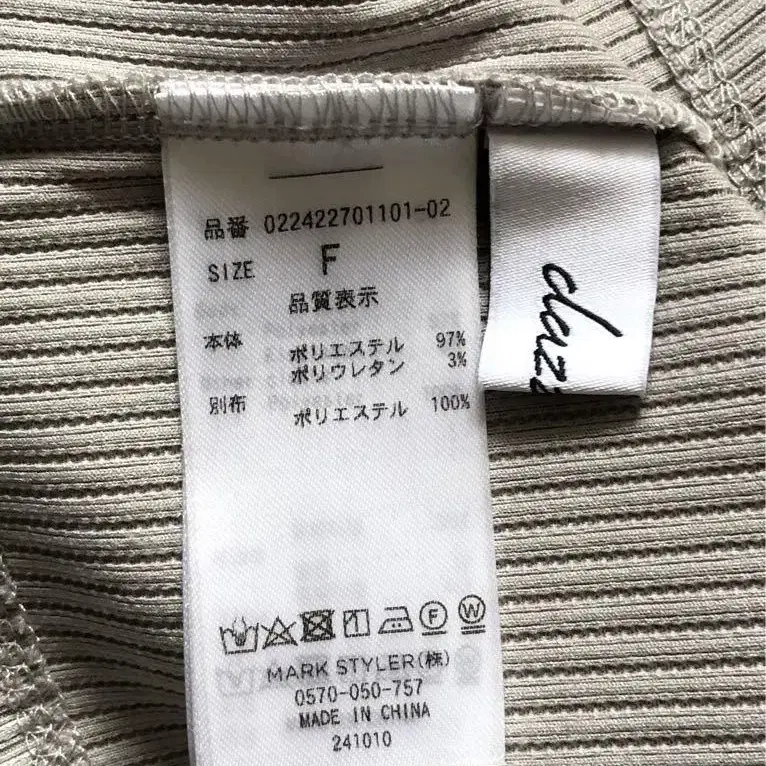 品番 022422701101-02
SIZE F
品質表示
本体 ポリエステル 97%
ポリウレタン 3%
別布 ポリエステル 100%
F W
MARK STYLER(株)
0570-050-757
MADE IN CHINA
241010